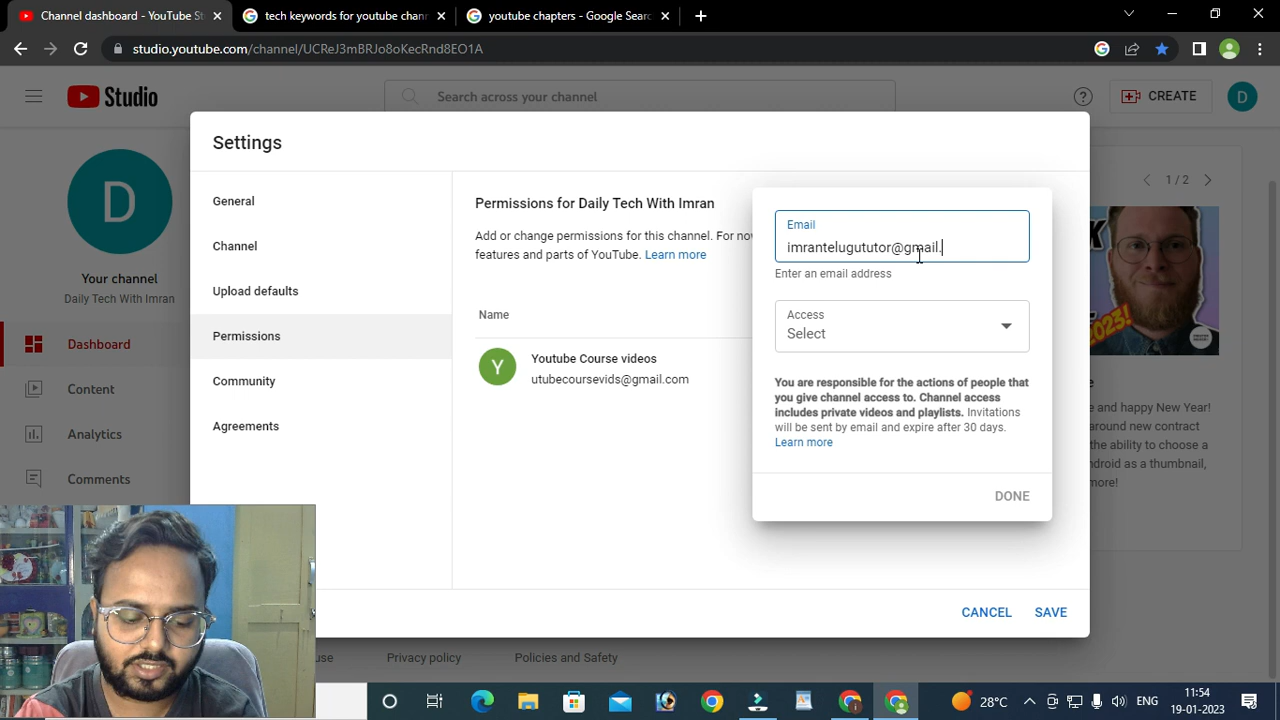 Channel dashboard - YouTube St
tech keywords for youtube chann
youtube chapters - Google Searc
studio.youtube.com/channel/UCReJ3mBRJo8oKecRnd8EO1A
Studio
Search across your channel
CREATE
D
Settings
D
Your channel
Daily Tech With Imran
Dashboard
Content
Analytics
Comments
General
Channel
Upload defaults
Permissions
Community
Agreements
Permissions for Daily Tech With Imran
Add or change permissions for this channel. For nov
features and parts of YouTube. Learn more
Name
Y
Youtube Course videos
utubecoursevids@gmail.com
Email
imrantelugututor@gmail.
Enter an email address
Access
Select
You are responsible for the actions of people that
you give channel access to. Channel access
includes private videos and playlists. Invitations
will be sent by email and expire after 30 days.
Learn more
DONE
CANCEL
SAVE
1 / 2
2023!
e
e and happy New Year!
around new contract
the ability to choose a
ndroid as a thumbnail,
more!
use
Privacy policy
Policies and Safety
28°C
ENG
11:54
19-01-2023